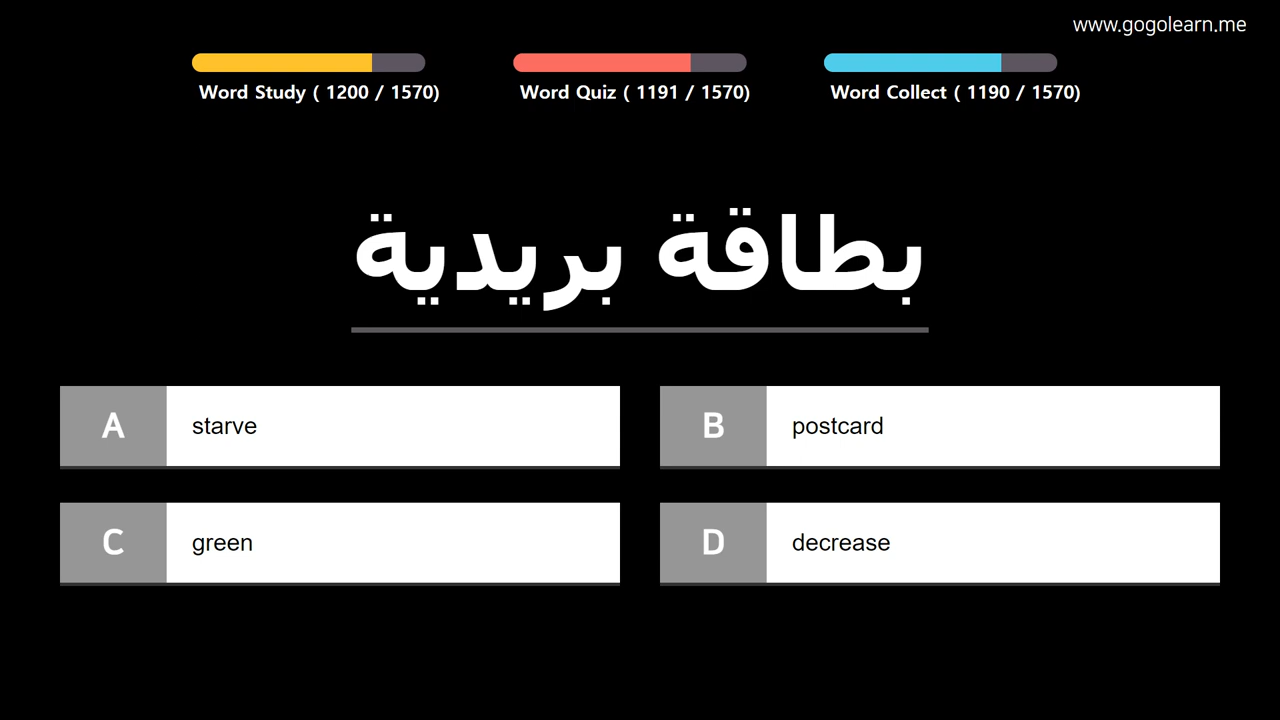 www.gogolearn.me
Word Study ( 1200 / 1570)
Word Quiz ( 1191 / 1570)
Word Collect ( 1190 / 1570)
بطاقة بريدية
A starve
B postcard
C green
D decrease